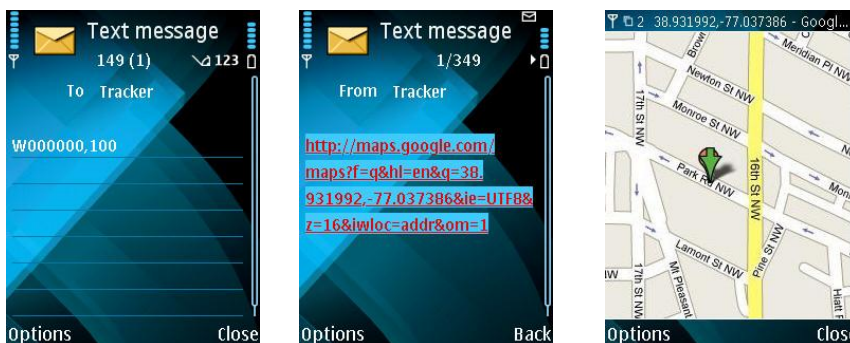 Text message
149 (1) 123
To Tracker
W000000,100
Options Close
Text message
1/349
From Tracker
http://maps.google.com/
maps?f=q&hl=en&q=38.
931992,-77.037386&ie=UTF8&
z=16&iwloc=addr&om=1
Options Back
2 38.931992,-77.037386 - Googl...
Meridian Pl NW
Newton St NW
17th St NW
Monroe St NW
Park Rd NW
16th St NW
Lamont St NW
Pine St NW
17th St NW
Mt Pleasant
Options